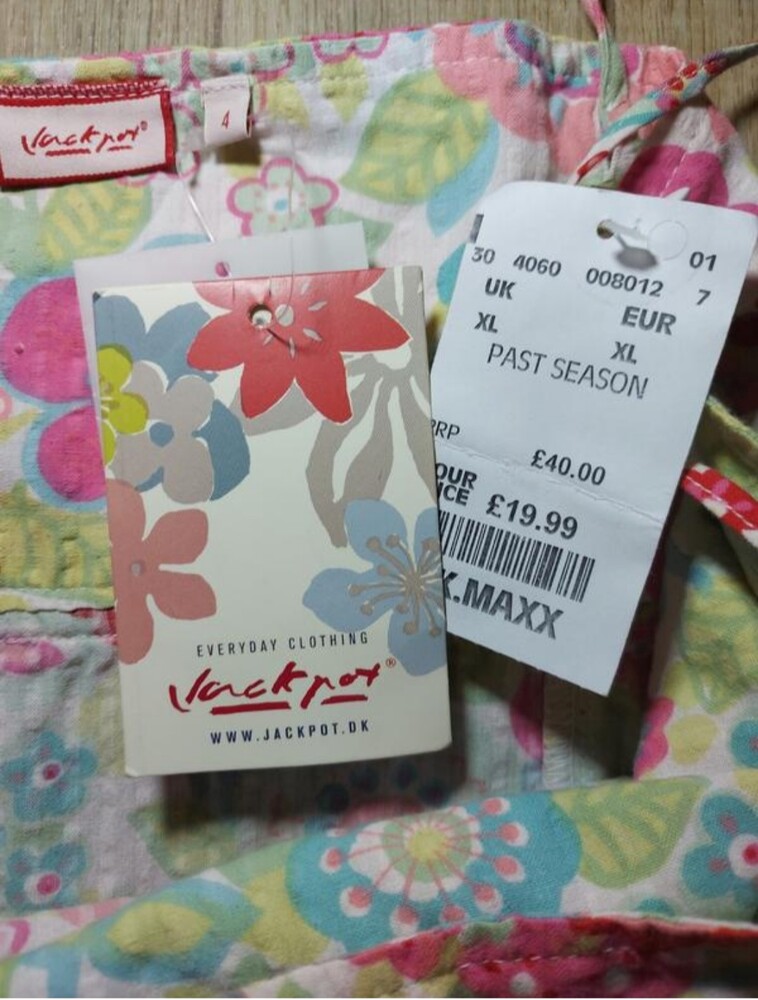 Jackpot®
4
30 4060 008012 01
7
UK EUR
XL XL
PAST SEASON
RRP £40.00
£19.99
K.MAXX
EVERYDAY CLOTHING
Jackpot®
WWW.JACKPOT.DK